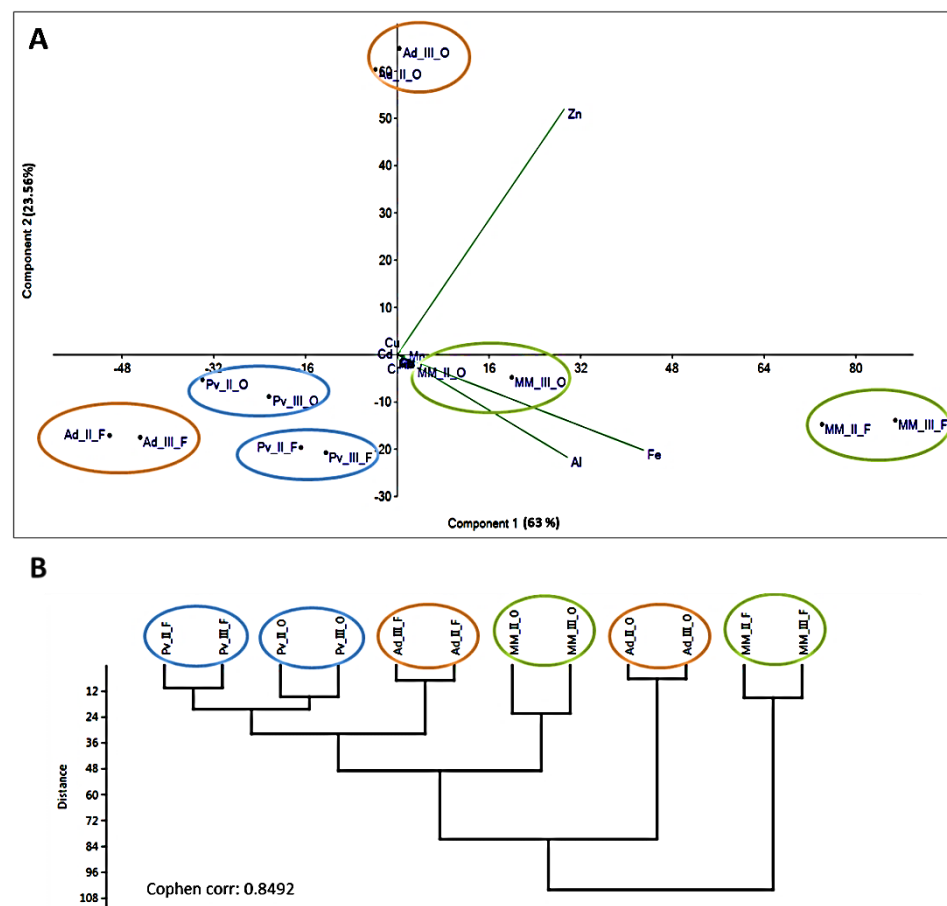 A
Ad_III_O
60
Ad_II_O
50
Zn
40
30
20
10
Component 2 (23.56%)
Cu
Cd
Mn
-48
-32
-16
16
32
48
64
80
MM_II_O
MM_III_O
Pv_II_O
Pv_III_O
-10
MM_II_F
MM_III_F
Ad_II_F
Ad_III_F
Pv_II_F
Pv_III_F
-20
Al
Fe
-30
Component 1 (63 %)
B
Pv_II_F
Pv_III_F
Pv_II_O
Pv_III_O
Ad_III_F
Ad_II_F
MM_II_O
MM_III_O
Ad_II_O
Ad_III_O
MM_II_F
MM_III_F
12
24
36
48
60
72
84
96
108
Distance
Cophen corr: 0.8492